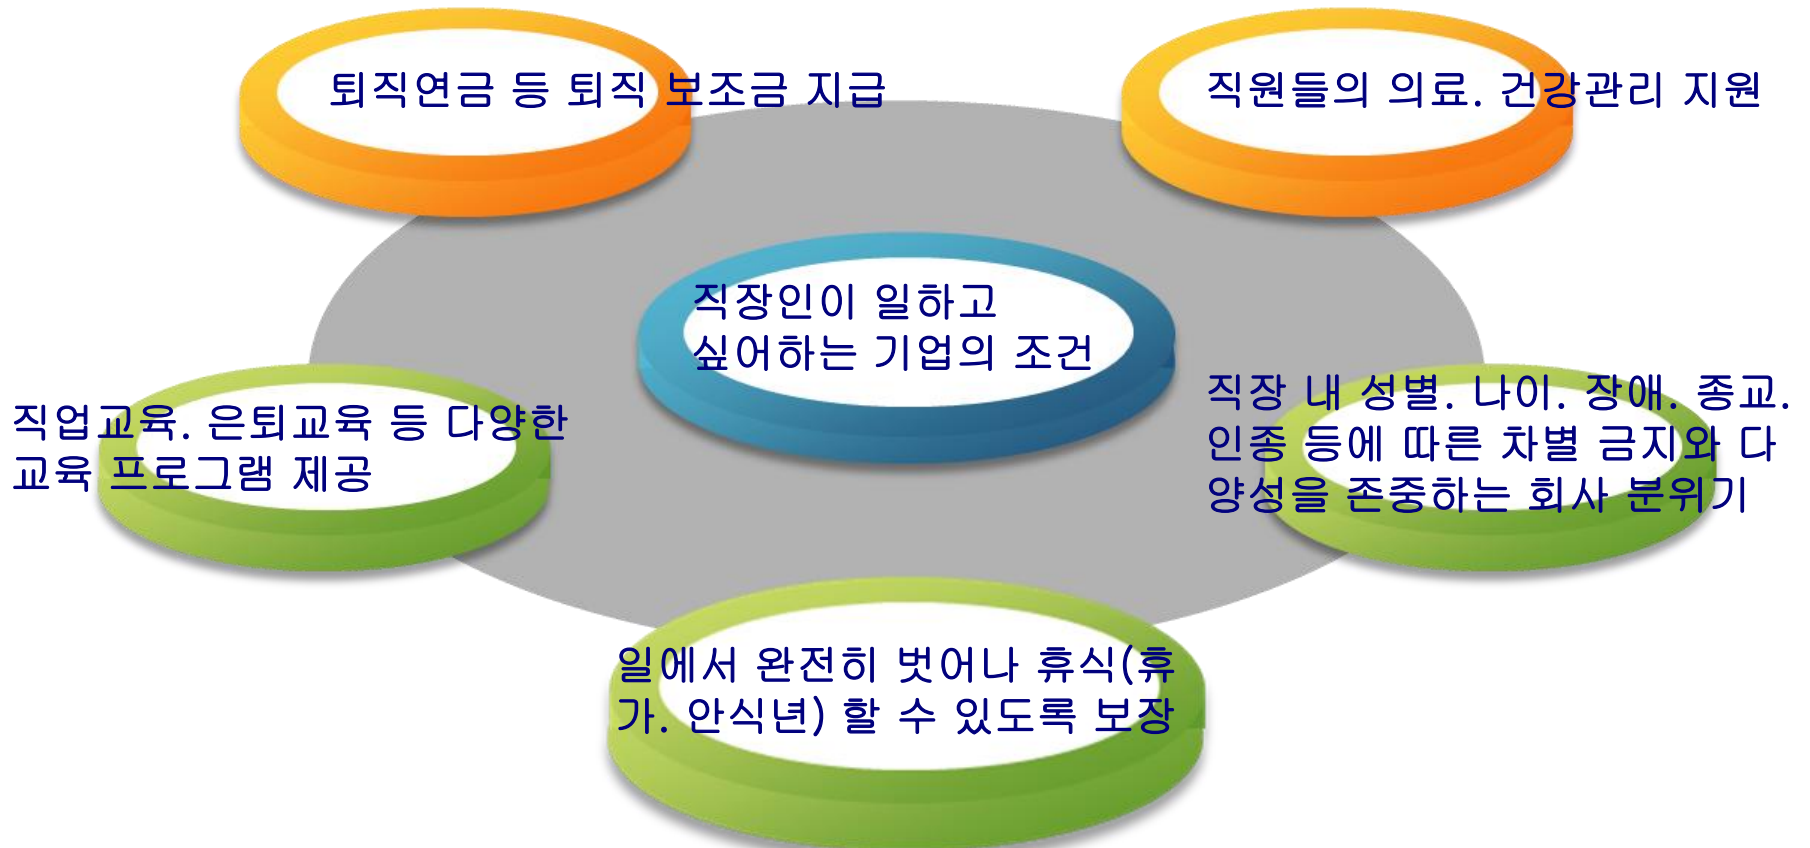 퇴직연금 등 퇴직 보조금 지급
직원들의 의료. 건강관리 지원
직장인이 일하고
싶어하는 기업의 조건
직업교육. 은퇴교육 등 다양한
교육 프로그램 제공
직장 내 성별. 나이. 장애. 종교.
인종 등에 따른 차별 금지와 다
양성을 존중하는 회사 분위기
일에서 완전히 벗어나 휴식(휴
가. 안식년) 할 수 있도록 보장